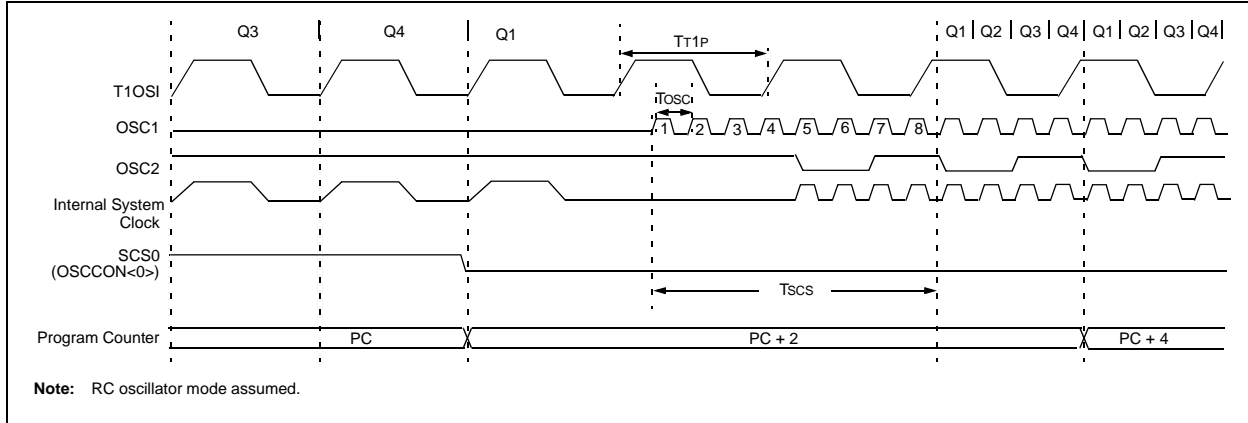 Q3 Q4 Q1 Q1 Q2 Q3 Q4 Q1 Q2 Q3 Q4
TT1P
T1OSI
TOSC
OSC1
1 2 3 4 5 6 7 8
OSC2
Internal System
Clock
SCS0
(OSCCON<0>)
TSCS
Program Counter PC PC + 2 PC + 4
Note: RC oscillator mode assumed.